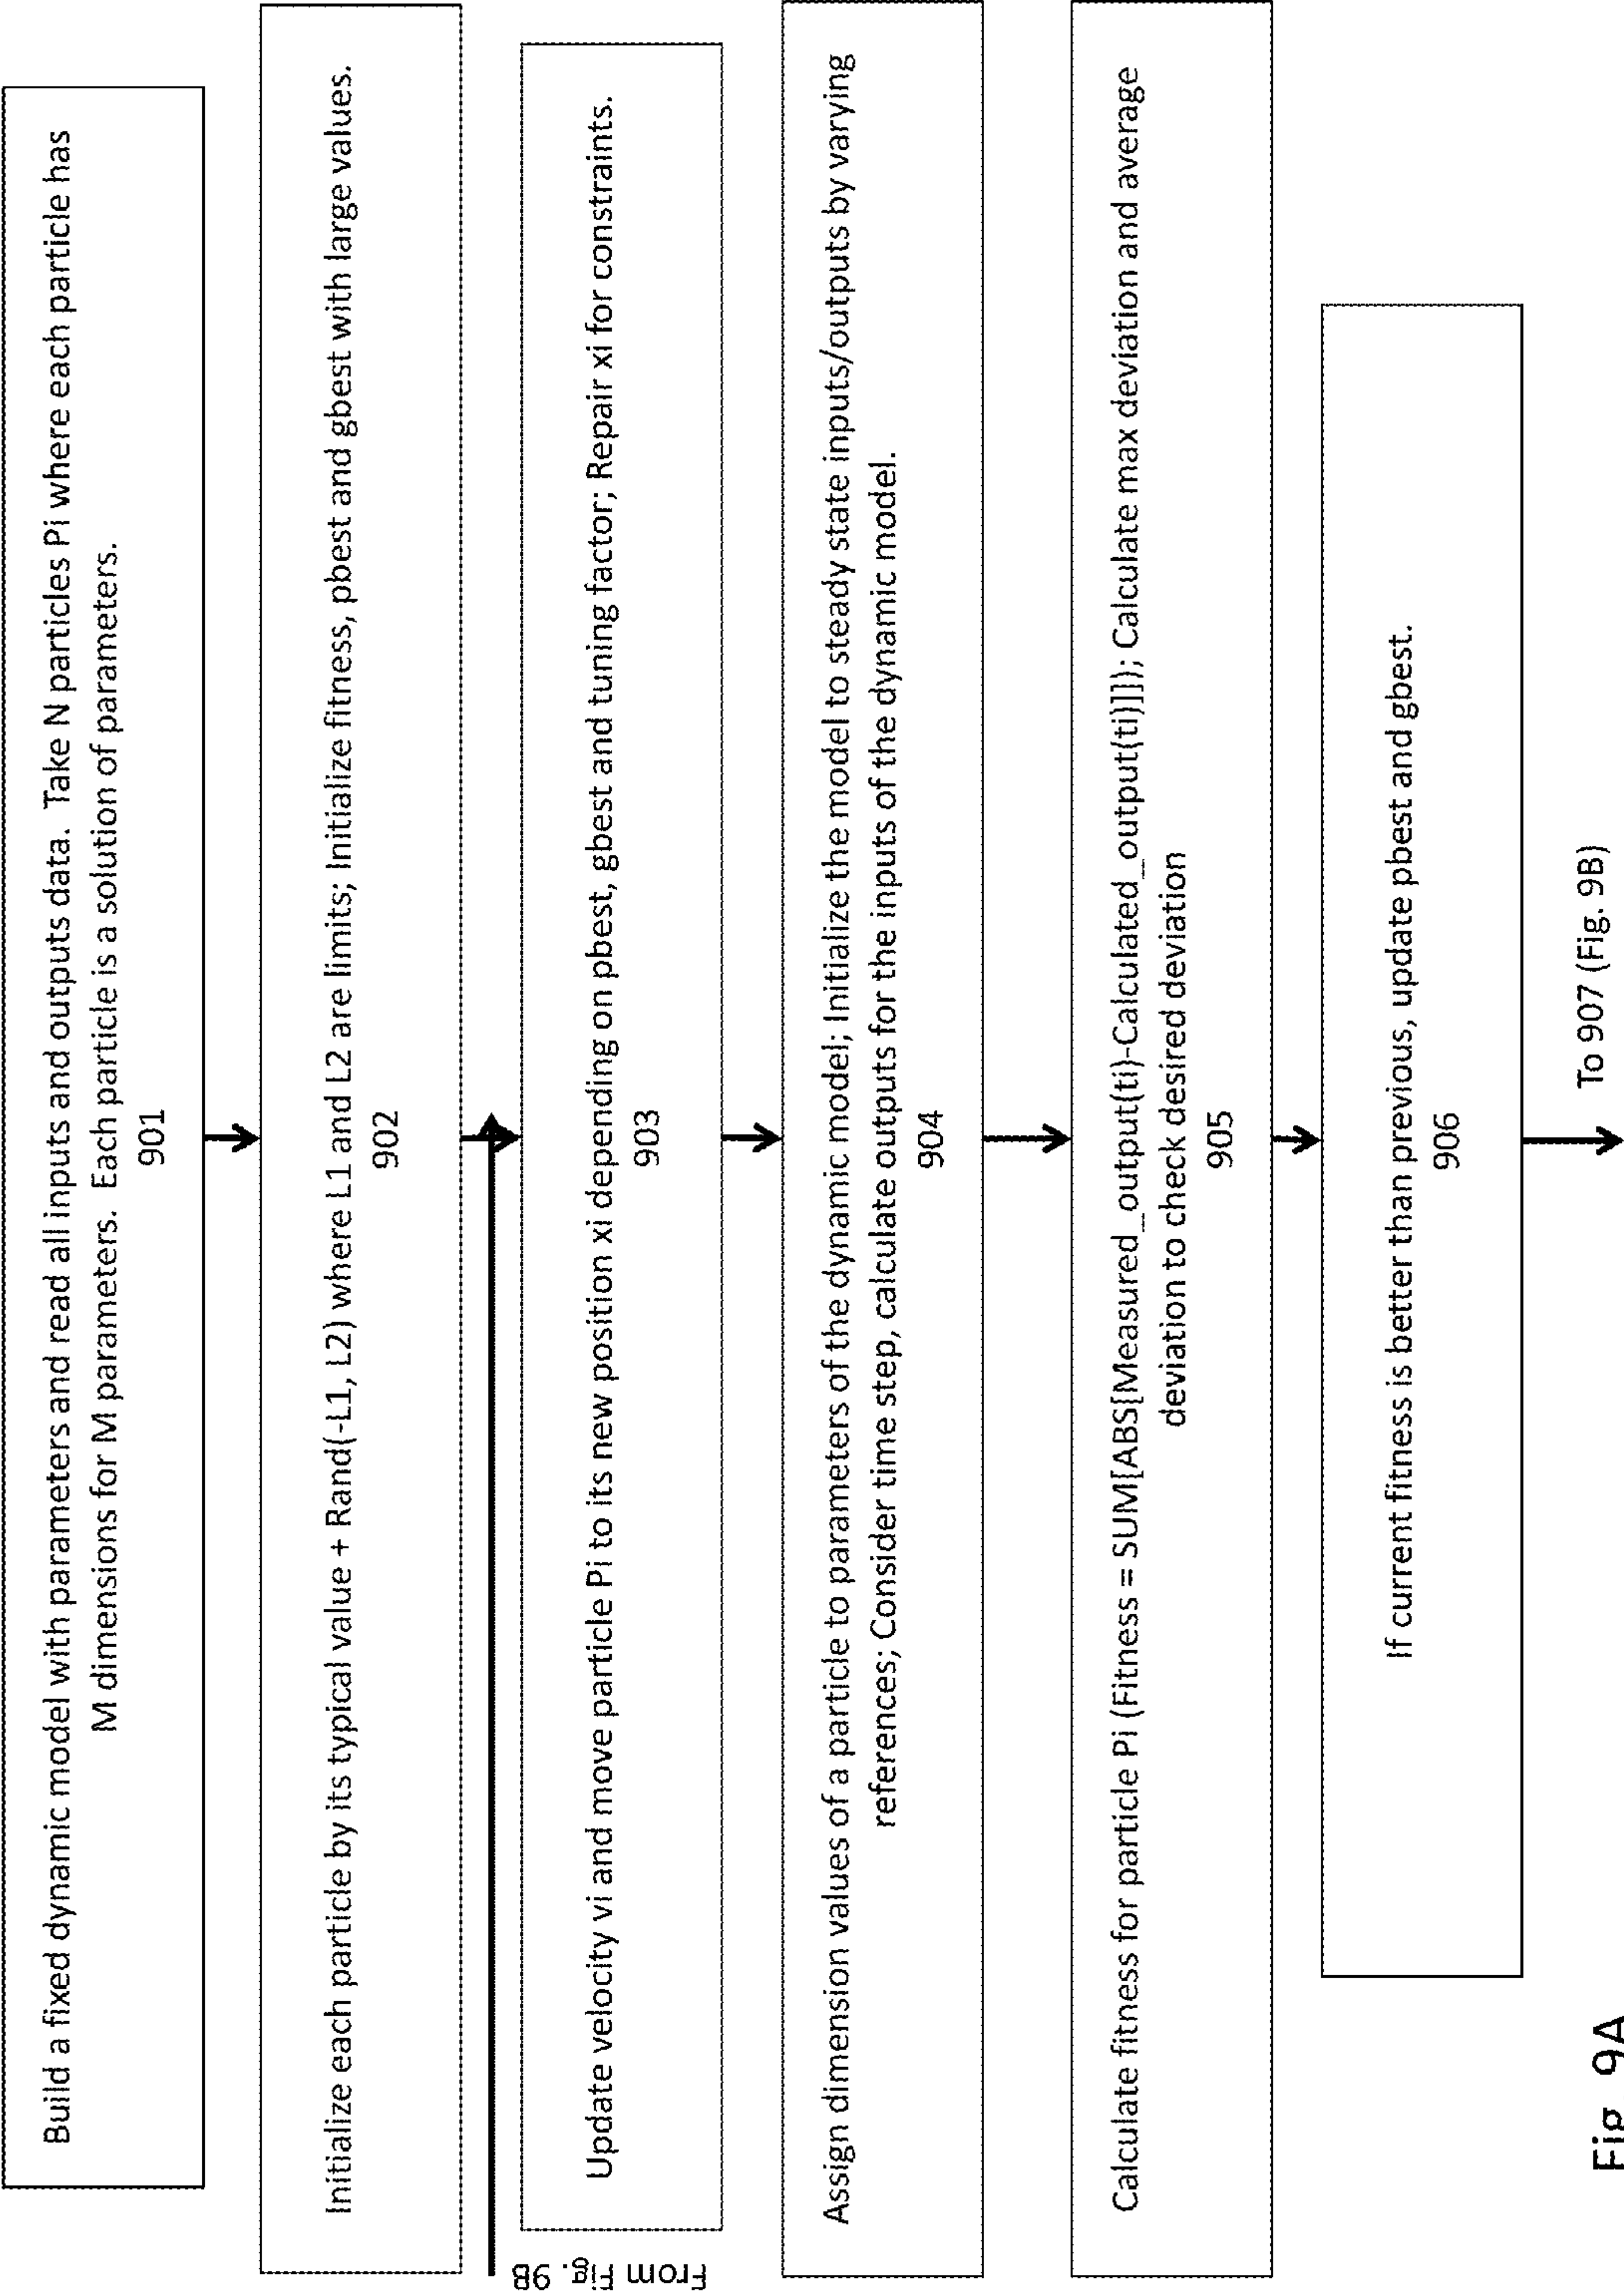 Build a fixed dynamic model with parameters and read all inputs and outputs data. Take N particles Pi where each particle has
M dimensions for M parameters. Each particle is a solution of parameters.
901
Initialize each particle by its typical value + Rand(-L1, L2) where L1 and L2 are limits; Initialize fitness, pbest and gbest with large values.
902
From Fig. 9B
Update velocity vi and move particle Pi to its new position xi depending on pbest, gbest and tuning factor; Repair xi for constraints.
903
Assign dimension values of a particle to parameters of the dynamic model; Initialize the model to steady state inputs/outputs by varying
references; Consider time step, calculate outputs for the inputs of the dynamic model.
904
Calculate fitness for particle Pi (Fitness = SUM[ABS[Measured_output(ti)-Calculated_output(ti)]]); Calculate max deviation and average
deviation to check desired deviation
905
If current fitness is better than previous, update pbest and gbest.
906
To 907 (Fig. 9B)
Fig. 9A